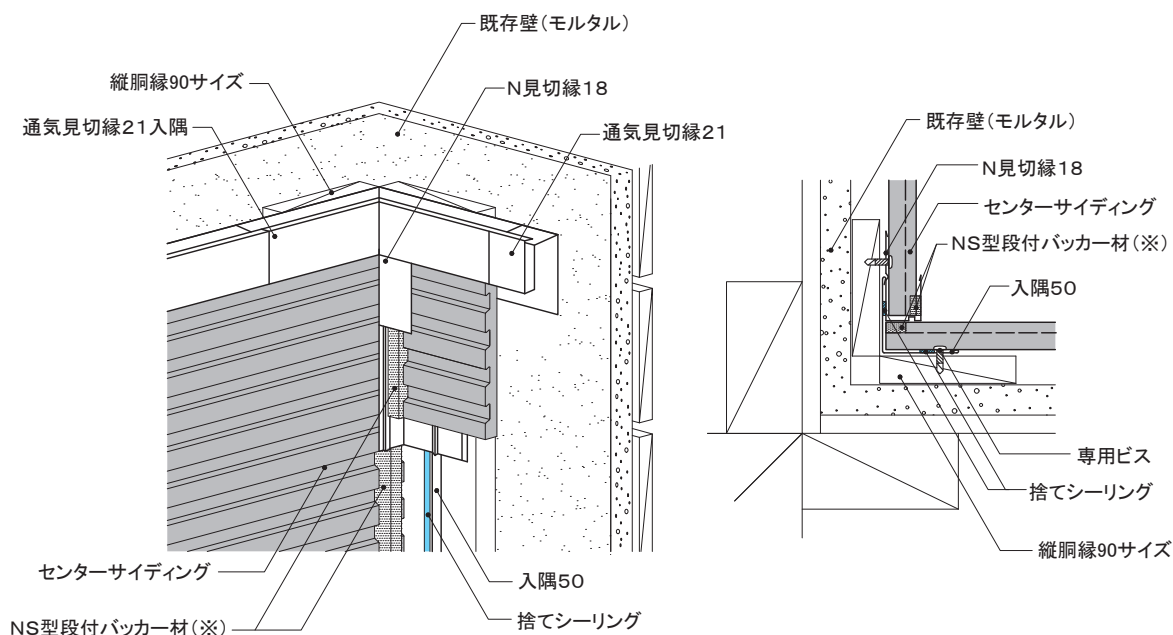 既存壁(モルタル)
縦胴縁90サイズ
N見切縁18
通気見切縁21入隅
通気見切縁21
センターサイディング
入隅50
捨てシーリング
NS型段付バッカー材(※)
既存壁(モルタル)
N見切縁18
センターサイディング
NS型段付バッカー材(※)
入隅50
専用ビス
捨てシーリング
縦胴縁90サイズ